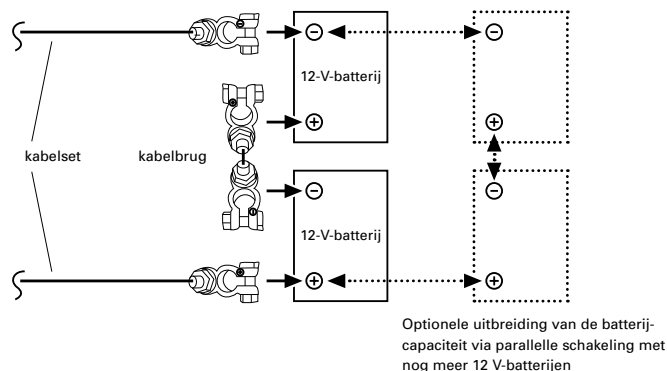 12-V-batterij
kabelset
kabelbrug
12-V-batterij
Optionele uitbreiding van de batterij-
capaciteit via parallelle schakeling met
nog meer 12 V-batterijen